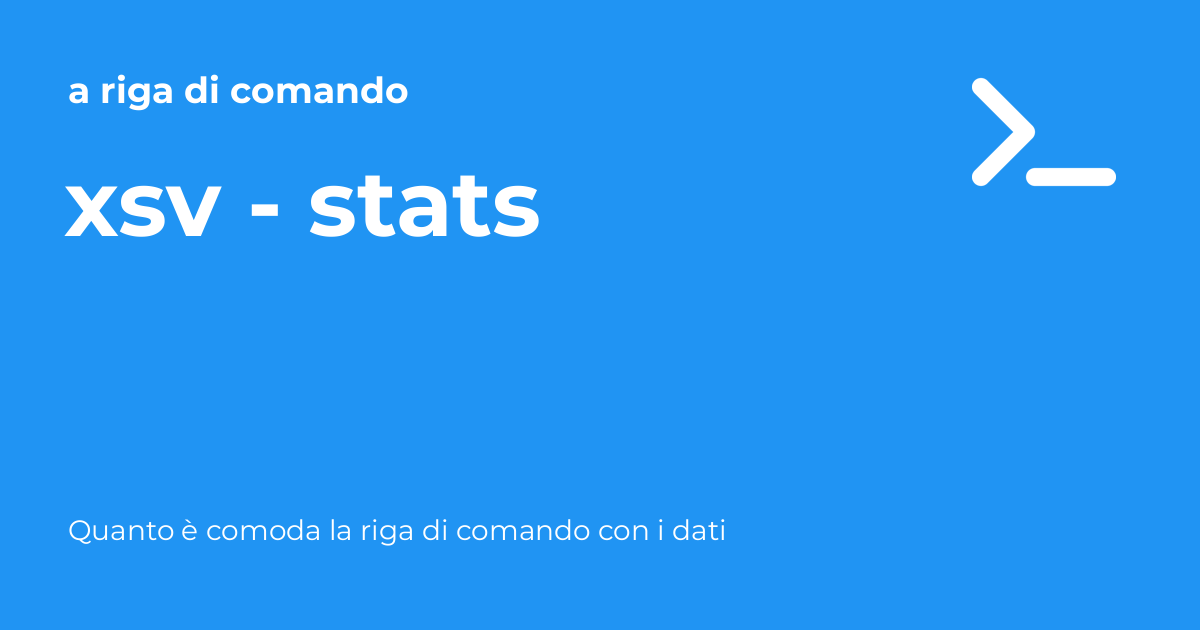 a riga di comando
xsv - stats
Quanto è comoda la riga di comando con i dati